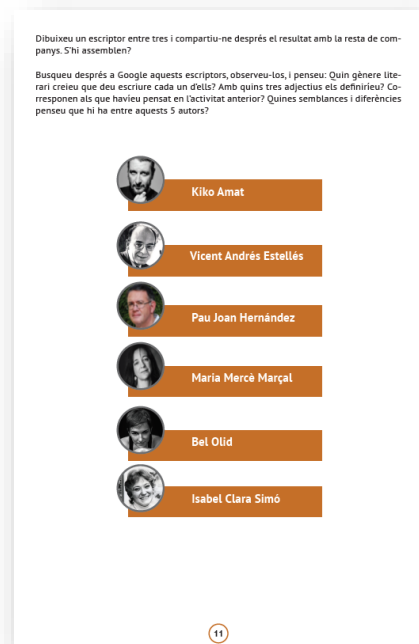 Dibuixeu un escriptor entre tres i compartiu-ne després el resultat amb la resta de com-
panys. S'hi assemblen?
Busqueu després a Google aquests escriptors, observeu-los, i penseu: Quin gènere lite-
rari creieu que deu escriure cada un d'ells? Amb quins tres adjectius els definiríeu? Co-
rresponen als que havíeu pensat en l'activitat anterior? Quines semblances i diferències
penseu que hi ha entre aquests 5 autors?
Kiko Amat
Vicent Andrés Estellés
Pau Joan Hernández
Maria Mercè Marçal
Bel Olid
Isabel Clara Simó
11